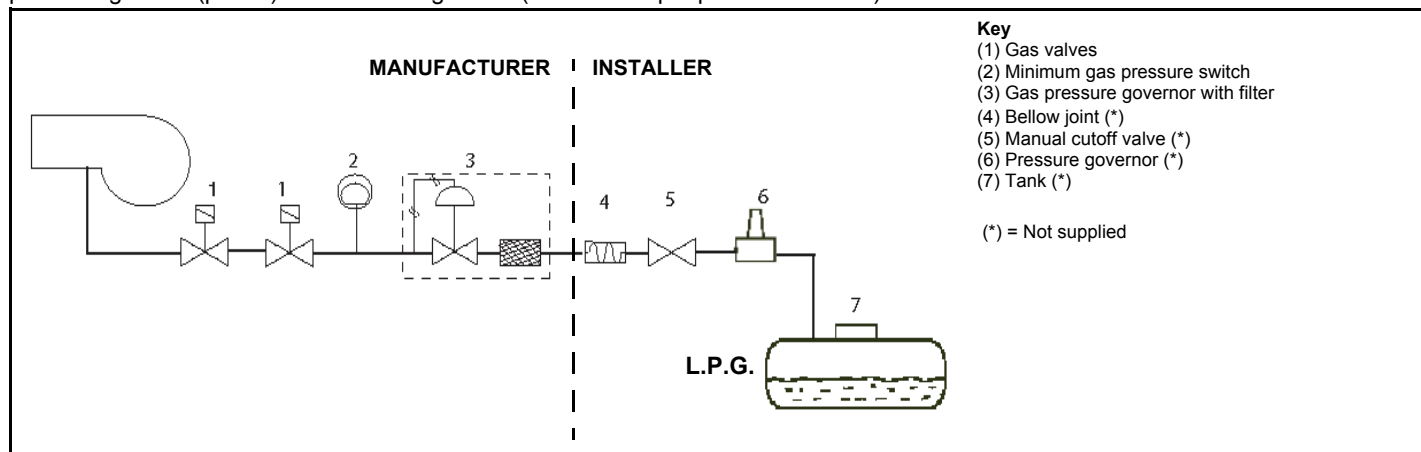 MANUFACTURER INSTALLER
1 1 2 3 4 5 6
7
L.P.G.
Key
(1) Gas valves
(2) Minimum gas pressure switch
(3) Gas pressure governor with filter
(4) Bellow joint (*)
(5) Manual cutoff valve (*)
(6) Pressure governor (*)
(7) Tank (*)
(*) = Not supplied